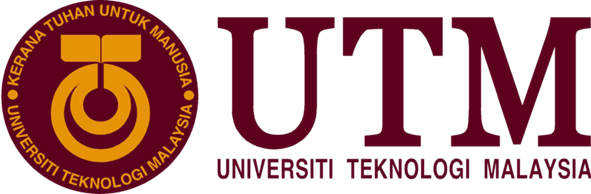 KERANA TUHAN UNTUK MANUSIA
UNIVERSITI TEKNOLOGI MALAYSIA
UTM
UNIVERSITI TEKNOLOGI MALAYSIA